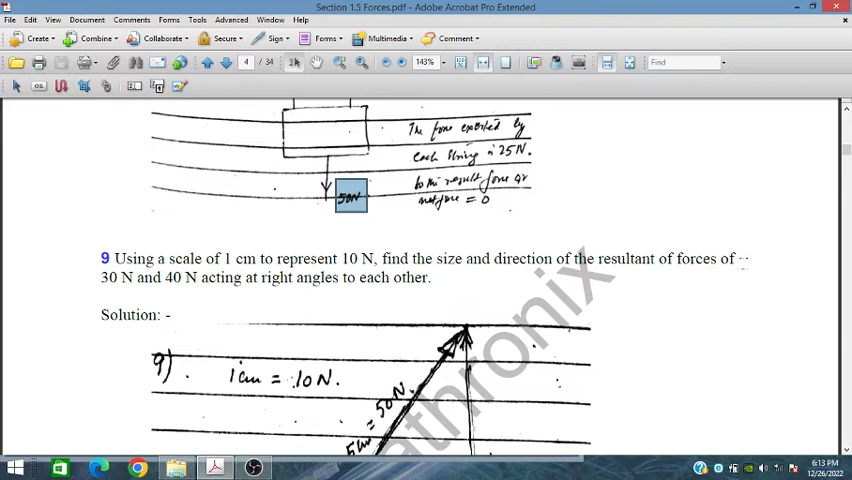 Section 1.5 Forces.pdf - Adobe Acrobat Pro Extended
File Edit View Document Comments Forms Tools Advanced Window Help
Create Combine Collaborate Secure Sign Forms Multimedia Comment
4 / 34 143% Find
The force exerted by
each string is 25N.
So the result force or
net force = 0
50N
9 Using a scale of 1 cm to represent 10 N, find the size and direction of the resultant of forces of
30 N and 40 N acting at right angles to each other.
Solution: -
9) 1cm = 10N.
5cm = 50N.
athronix
6:13 PM
12/26/2022